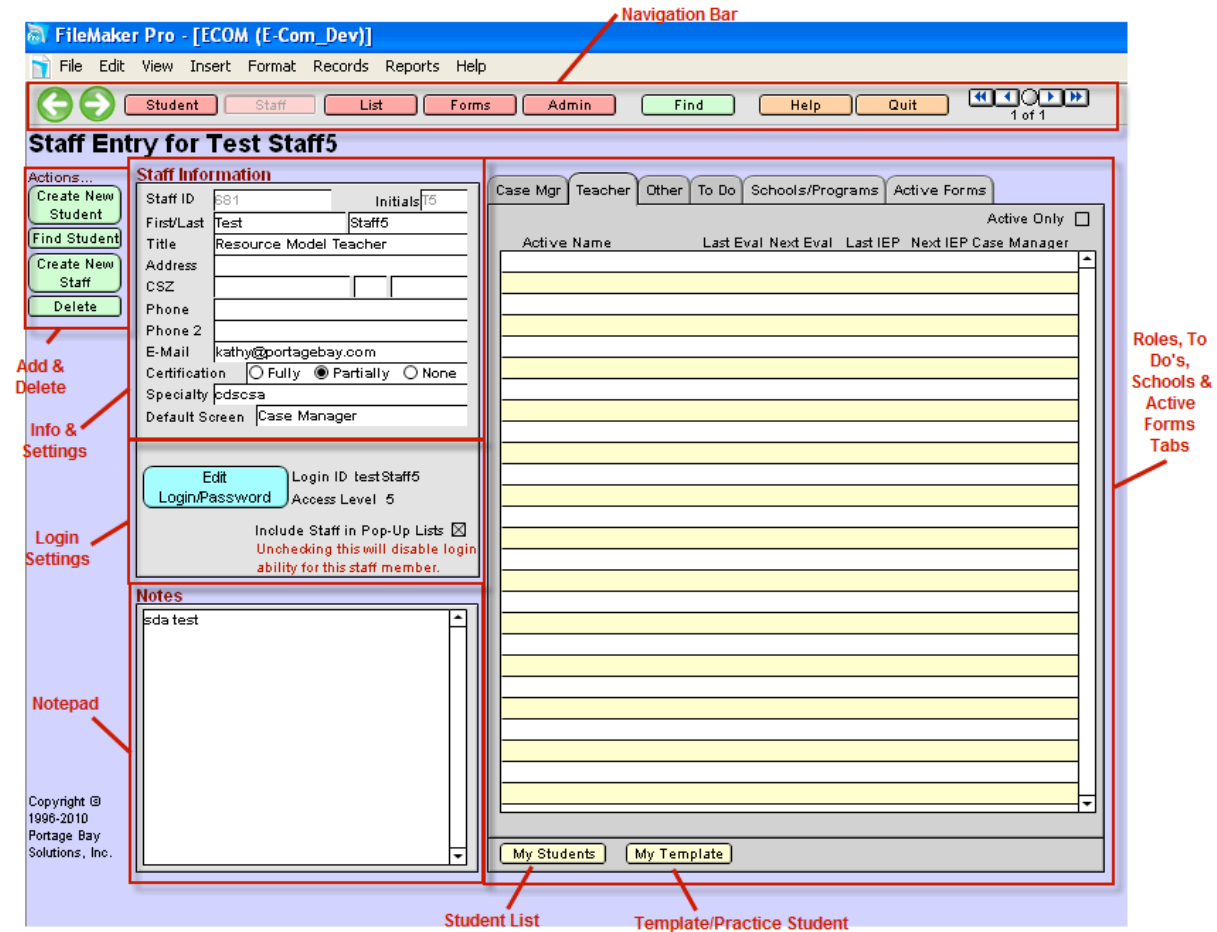 Navigation Bar
FileMaker Pro - [ECOM (E-Com_Dev)]
File Edit View Insert Format Records Reports Help
Student Staff List Forms Admin Find Help Quit
1 of 1
Staff Entry for Test Staff5
Actions...
Create New
Student
Find Student
Create New
Staff
Delete
Add &
Delete
Info &
Settings
Login
Settings
Notepad
Copyright ©
1996-2010
Portage Bay
Solutions, Inc.
Staff Information
Staff ID 681 Initials T5
First/Last Test Staff5
Title Resource Model Teacher
Address
CSZ
Phone
Phone 2
E-Mail kathy@portagebay.com
Certification Fully Partially None
Specialty cdscsa
Default Screen Case Manager
Edit
Login/Password
Login ID testStaff5
Access Level 5
Include Staff in Pop-Up Lists
Unchecking this will disable login
ability for this staff member.
Notes
sda test
Case Mgr Teacher Other To Do Schools/Programs Active Forms
Active Only
Active Name Last Eval Next Eval Last IEP Next IEP Case Manager
My Students My Template
Roles, To
Do's,
Schools &
Active
Forms
Tabs
Student List
Template/Practice Student